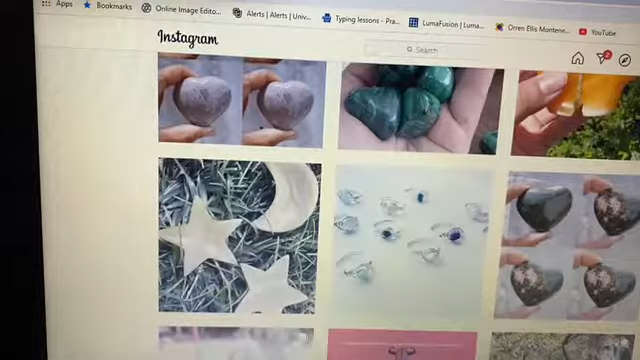 Apps Bookmarks Online Image Edito... Alerts | Alerts | Univ... Typing lessons - Pra... LumaFusion | Luma... Orren Ellis Montene... YouTube
Instagram
Search
2